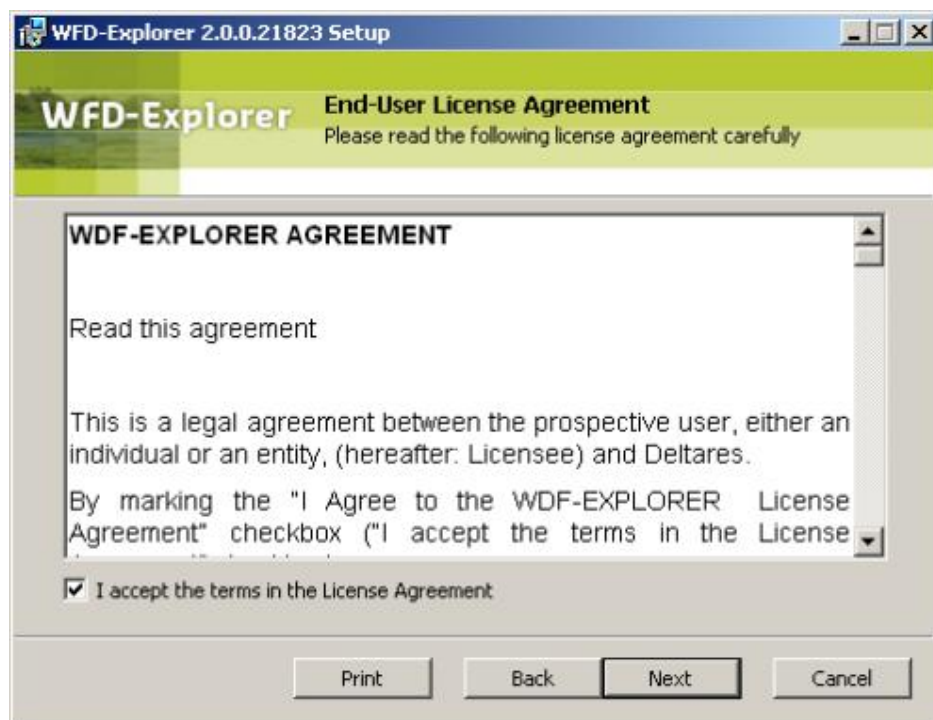 WFD-Explorer 2.0.0.21823 Setup
WFD-Explorer
End-User License Agreement
Please read the following license agreement carefully
WDF-EXPLORER AGREEMENT
Read this agreement
This is a legal agreement between the prospective user, either an
individual or an entity, (hereafter: Licensee) and Deltares.
By marking the "I Agree to the WDF-EXPLORER License
Agreement" checkbox ("I accept the terms in the License
I accept the terms in the License Agreement
Print Back Next Cancel